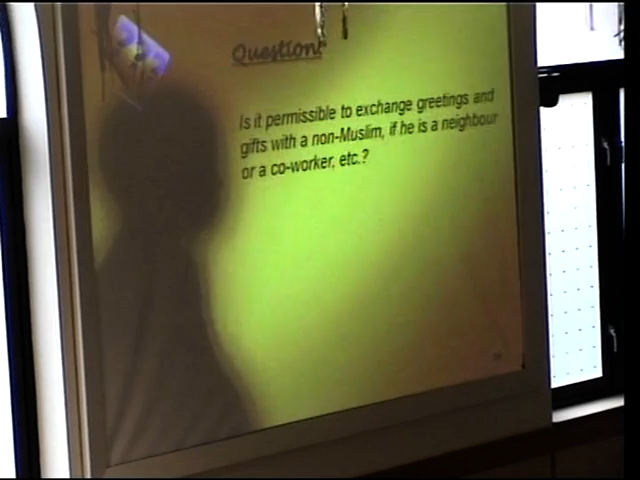 Question!
Is it permissible to exchange greetings and
gifts with a non-Muslim, if he is a neighbour
or a co-worker, etc.?